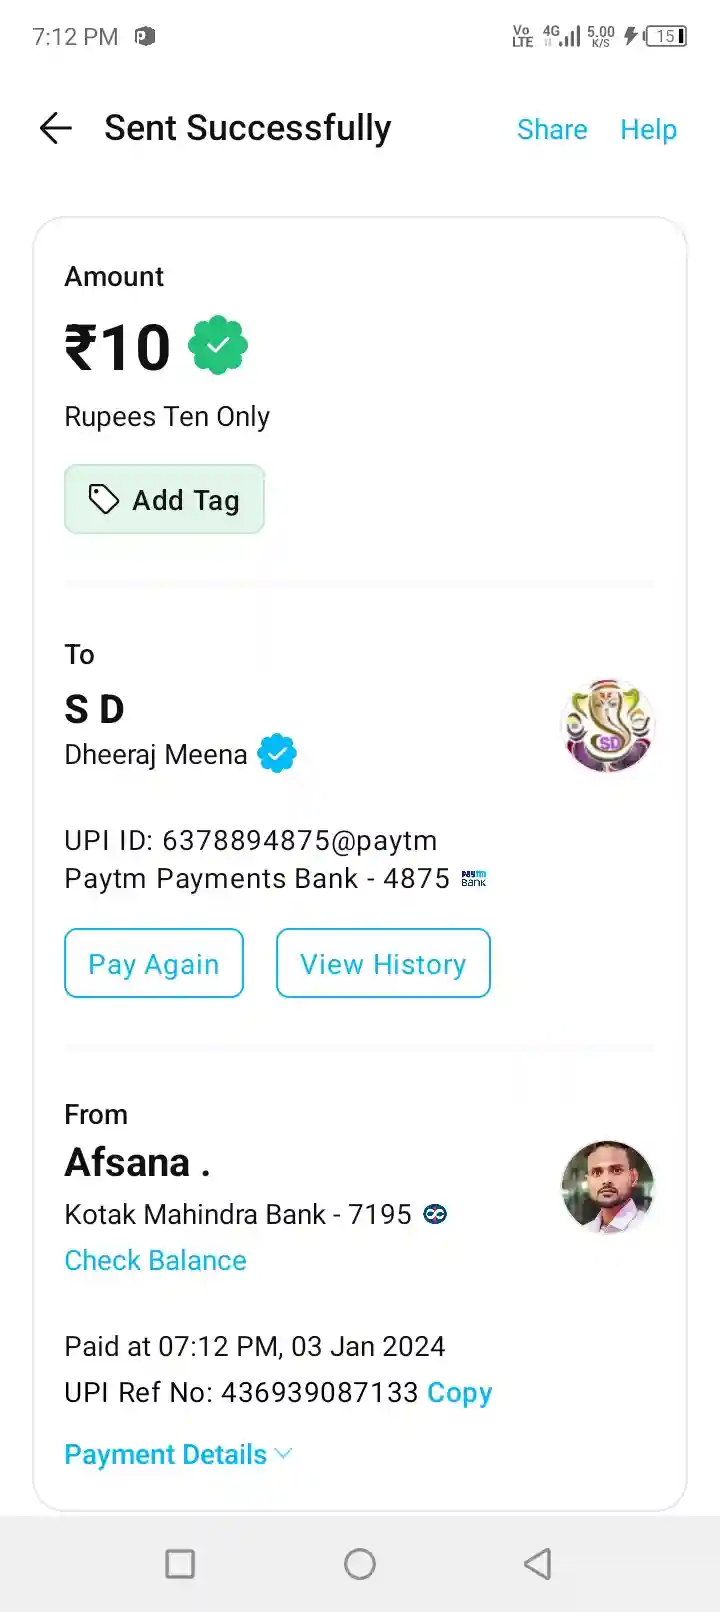 7:12 PM Vo LTE 4G 5.00 K/S 15
Sent Successfully Share Help
Amount
₹10
Rupees Ten Only
Add Tag
To
S D
SD
Dheeraj Meena
UPI ID: 6378894875@paytm
Paytm Payments Bank - 4875 paytm BANK
Pay Again View History
From
Afsana .
Kotak Mahindra Bank - 7195
Check Balance
Paid at 07:12 PM, 03 Jan 2024
UPI Ref No: 436939087133 Copy
Payment Details